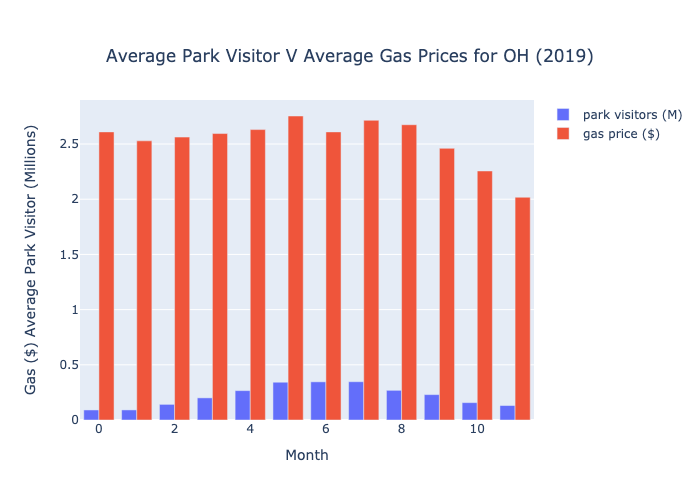 Average Park Visitor V Average Gas Prices for OH (2019)
park visitors (M)
gas price ($)
Gas ($) Average Park Visitor (Millions)
2.5
2
1.5
1
0.5
0
0 2 4 6 8 10
Month